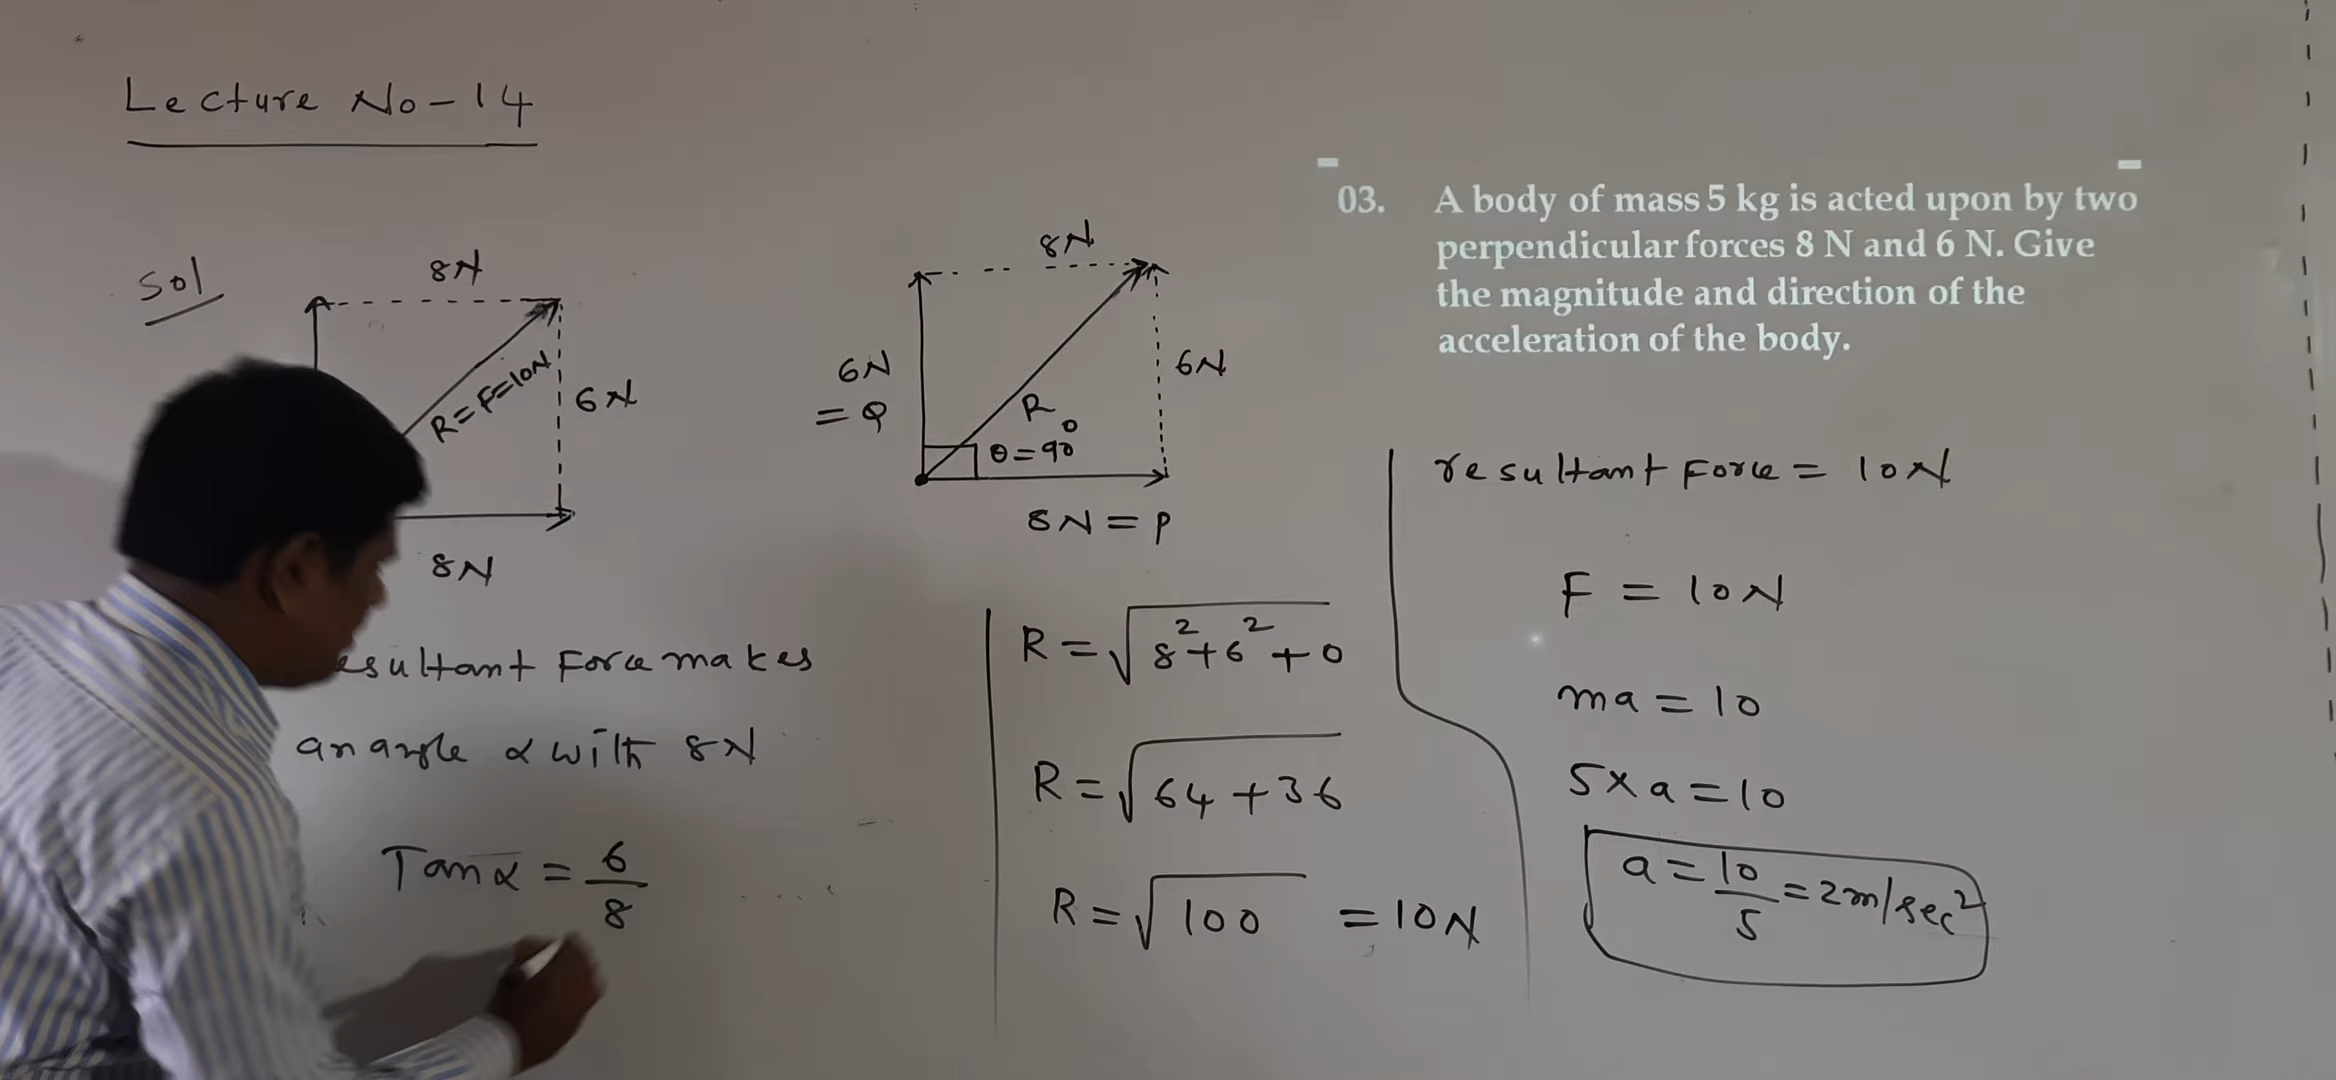 Lecture No-14
Sol
8N
R=F=10N
6N
8N
esultant Force makes
an angle α with 8N
Tanα = 6/8
8N
6N
= Q
R
θ=90°
6N
8N=P
R=√8²+6²+0
R=√64+36
R=√100 =10N
03. A body of mass 5 kg is acted upon by two
perpendicular forces 8 N and 6 N. Give
the magnitude and direction of the
acceleration of the body.
resultant Force = 10N
F = 10N
ma=10
5×a=10
a=10/5=2m/sec²